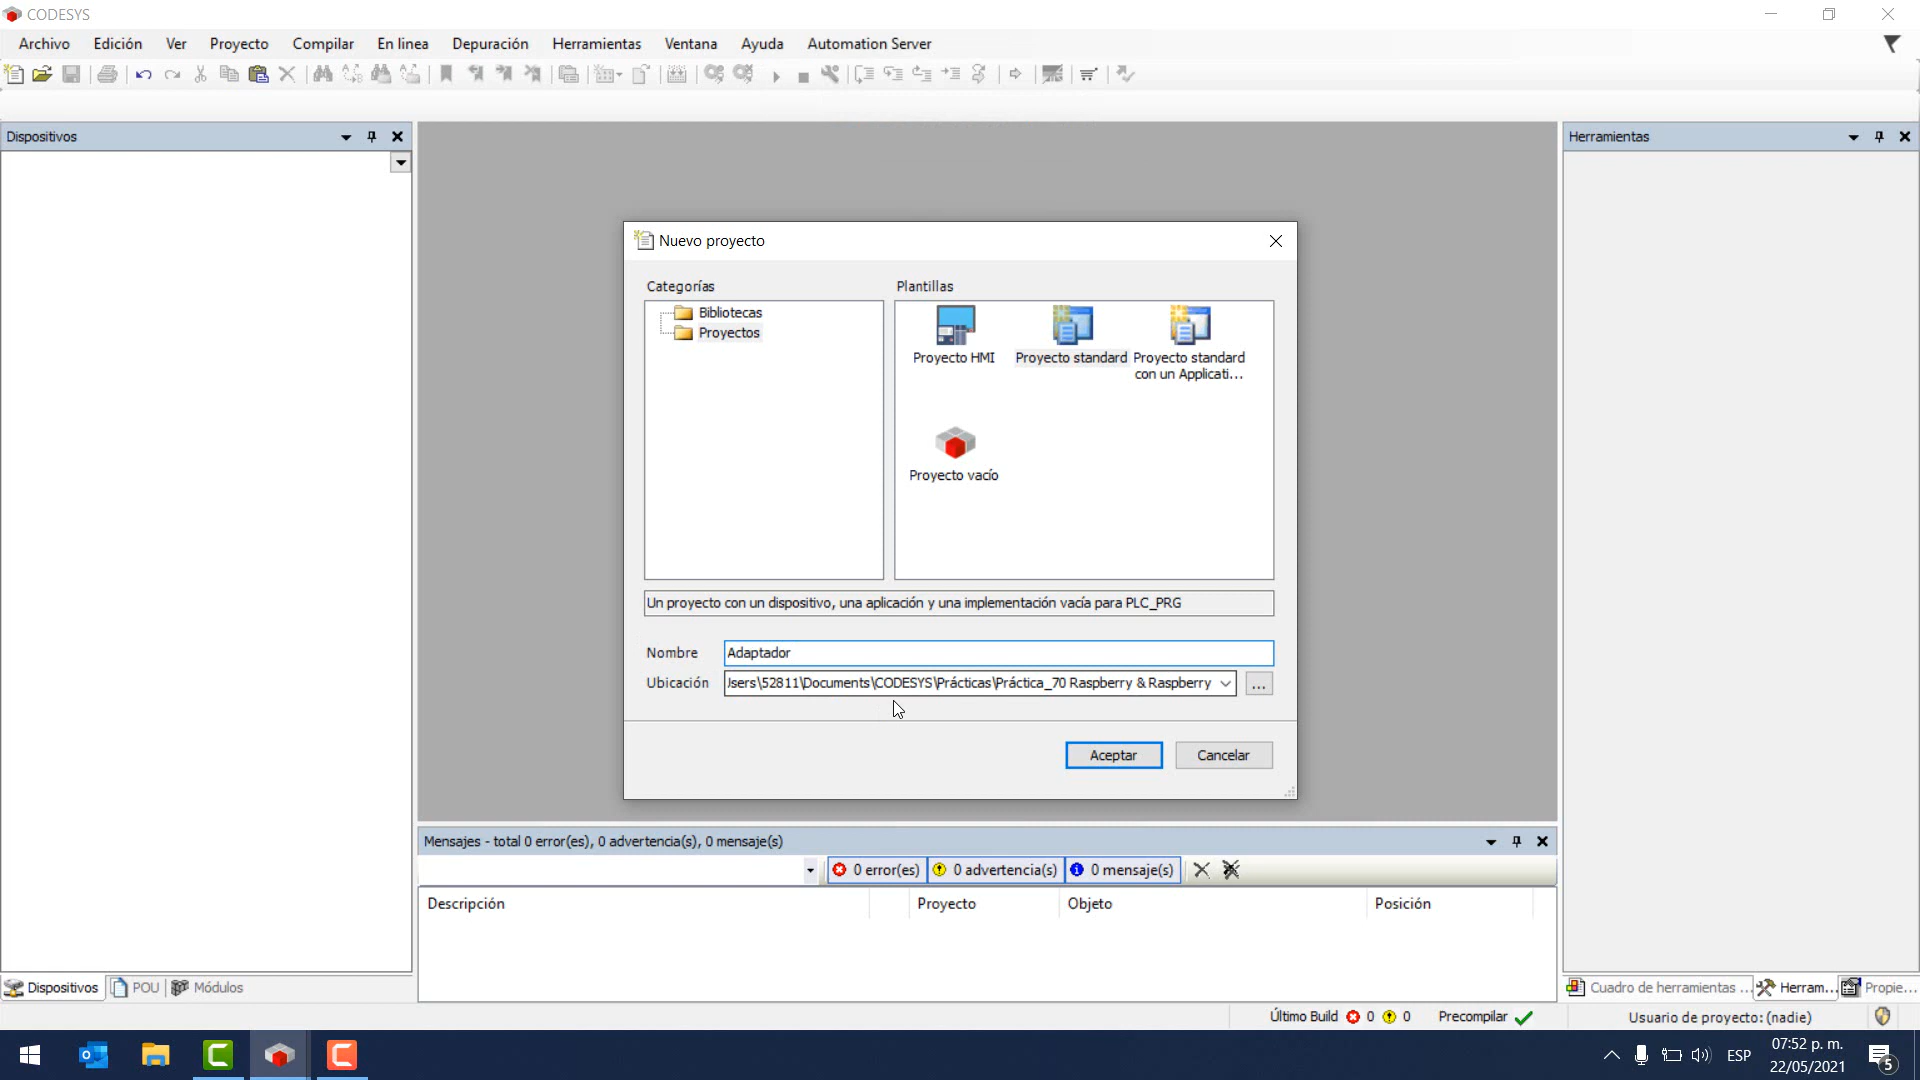 CODESYS
Archivo Edición Ver Proyecto Compilar En linea Depuración Herramientas Ventana Ayuda Automation Server
Dispositivos
Herramientas
Nuevo proyecto
Categorías
Plantillas
Bibliotecas
Proyectos
Proyecto HMI
Proyecto standard
Proyecto standard
con un Applicati...
Proyecto vacío
Un proyecto con un dispositivo, una aplicación y una implementación vacía para PLC_PRG
Nombre Adaptador
Ubicación Jsers\52811\Documents\CODESYS\Prácticas\Práctica_70 Raspberry & Raspberry ...
Aceptar Cancelar
Mensajes - total 0 error(es), 0 advertencia(s), 0 mensaje(s)
0 error(es) 0 advertencia(s) 0 mensaje(s)
Descripción Proyecto Objeto Posición
Dispositivos POU Módulos
Cuadro de herramientas ... Herram... Propie...
Último Build 0 0 Precompilar Usuario de proyecto: (nadie)
ESP
07:52 p. m.
22/05/2021
5